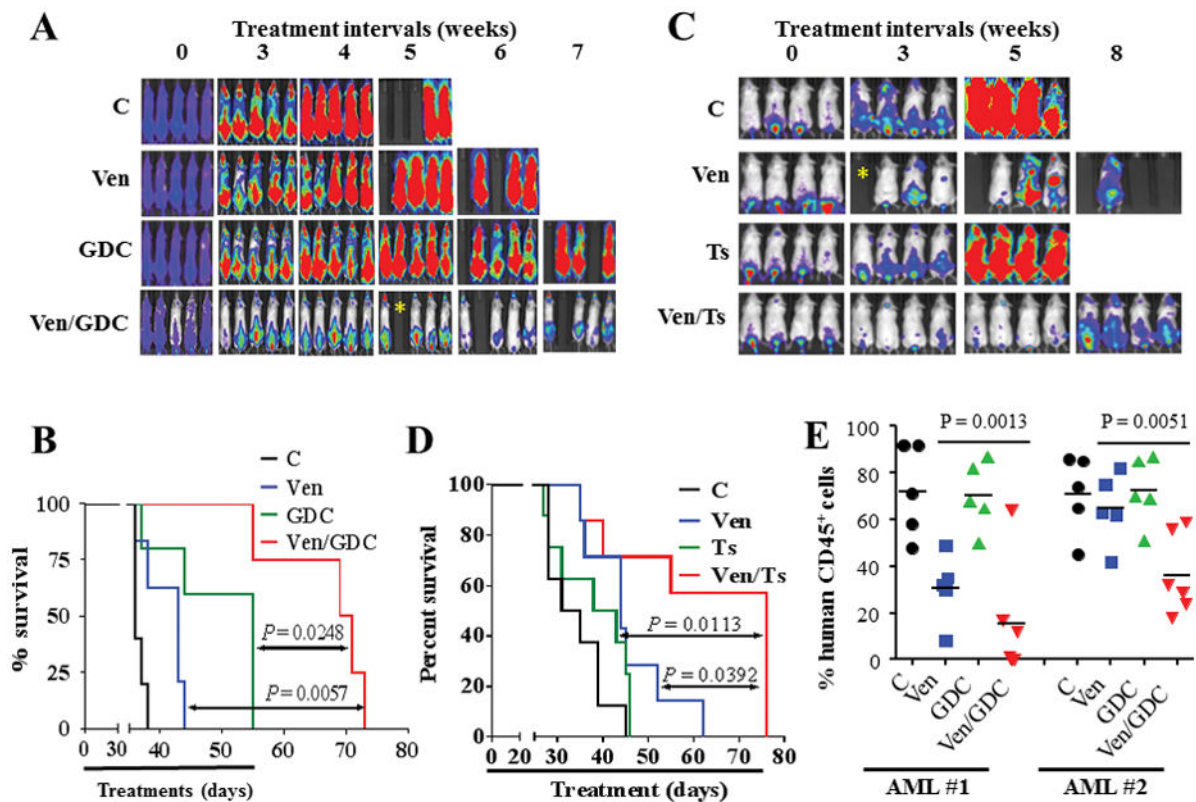 A
Treatment intervals (weeks)
0 3 4 5 6 7
C
Ven
GDC
*
Ven/GDC
C
Treatment intervals (weeks)
0 3 5 8
C
Ven
*
Ts
Ven/Ts
B
C
Ven
GDC
Ven/GDC
% survival
100
75
50
25
0
P = 0.0248
P = 0.0057
0 30 40 50 60 70 80
Treatments (days)
D
C
Ven
Ts
Ven/Ts
Percent survival
100
80
60
40
20
0
P = 0.0113
P = 0.0392
0 20 40 60 80
Treatment (days)
E
P = 0.0013
P = 0.0051
% human CD45+ cells
100
80
60
40
20
0
C Ven GDC Ven/GDC
C Ven GDC Ven/GDC
AML #1
AML #2